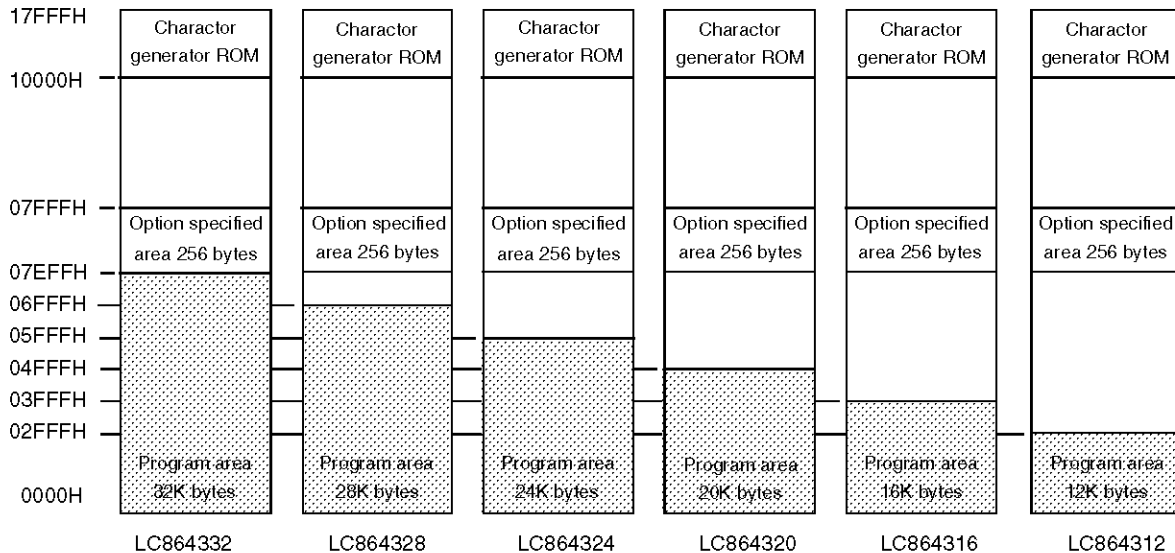 17FFFH
Charactor generator ROM
Charactor generator ROM
Charactor generator ROM
Charactor generator ROM
Charactor generator ROM
Charactor generator ROM
10000H
07FFFH
Option specified area 256 bytes
Option specified area 256 bytes
Option specified area 256 bytes
Option specified area 256 bytes
Option specified area 256 bytes
Option specified area 256 bytes
07EFFH
06FFFH
05FFFH
04FFFH
03FFFH
02FFFH
0000H
Program area 32K bytes
Program area 28K bytes
Program area 24K bytes
Program area 20K bytes
Program area 16K bytes
Program area 12K bytes
LC864332 LC864328 LC864324 LC864320 LC864316 LC864312